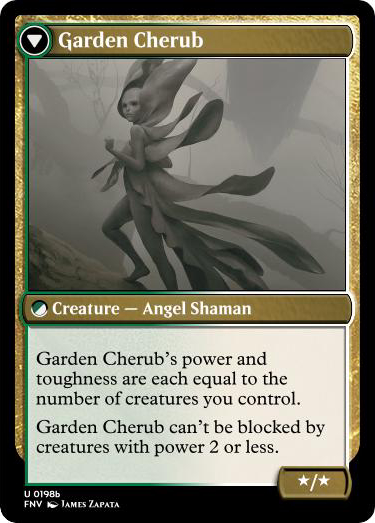 Garden Cherub
Creature — Angel Shaman
Garden Cherub's power and
toughness are each equal to the
number of creatures you control.
Garden Cherub can't be blocked by
creatures with power 2 or less.
★/★
U 0198b
FNV James Zapata